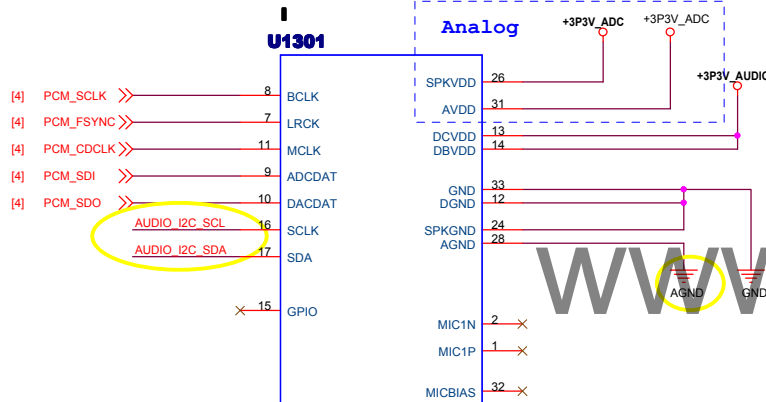 U1301
Analog
+3P3V_ADC
+3P3V_ADC
+3P3V_AUDIO
[4] PCM_SCLK 8 BCLK
[4] PCM_FSYNC 7 LRCK
[4] PCM_CDCLK 11 MCLK
[4] PCM_SDI 9 ADCDAT
[4] PCM_SDO 10 DACDAT
AUDIO_I2C_SCL 16 SCLK
AUDIO_I2C_SDA 17 SDA
15 GPIO
SPKVDD 26
AVDD 31
DCVDD 13
DBVDD 14
GND 33
DGND 12
SPKGND 24
AGND 28
AGND
GND
MIC1N 2
MIC1P 1
MICBIAS 32
WWW